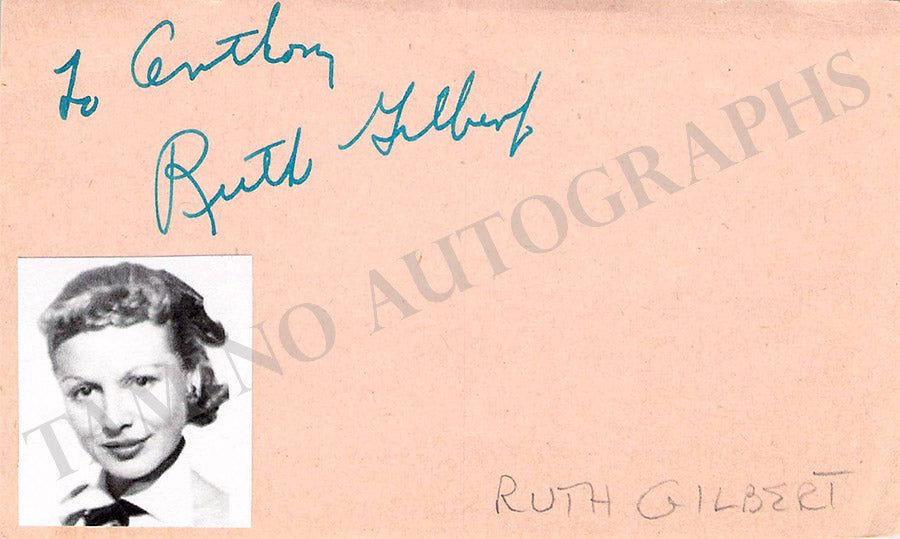 To Anthony
Ruth Gilbert
TAMINO AUTOGRAPHS
RUTH GILBERT